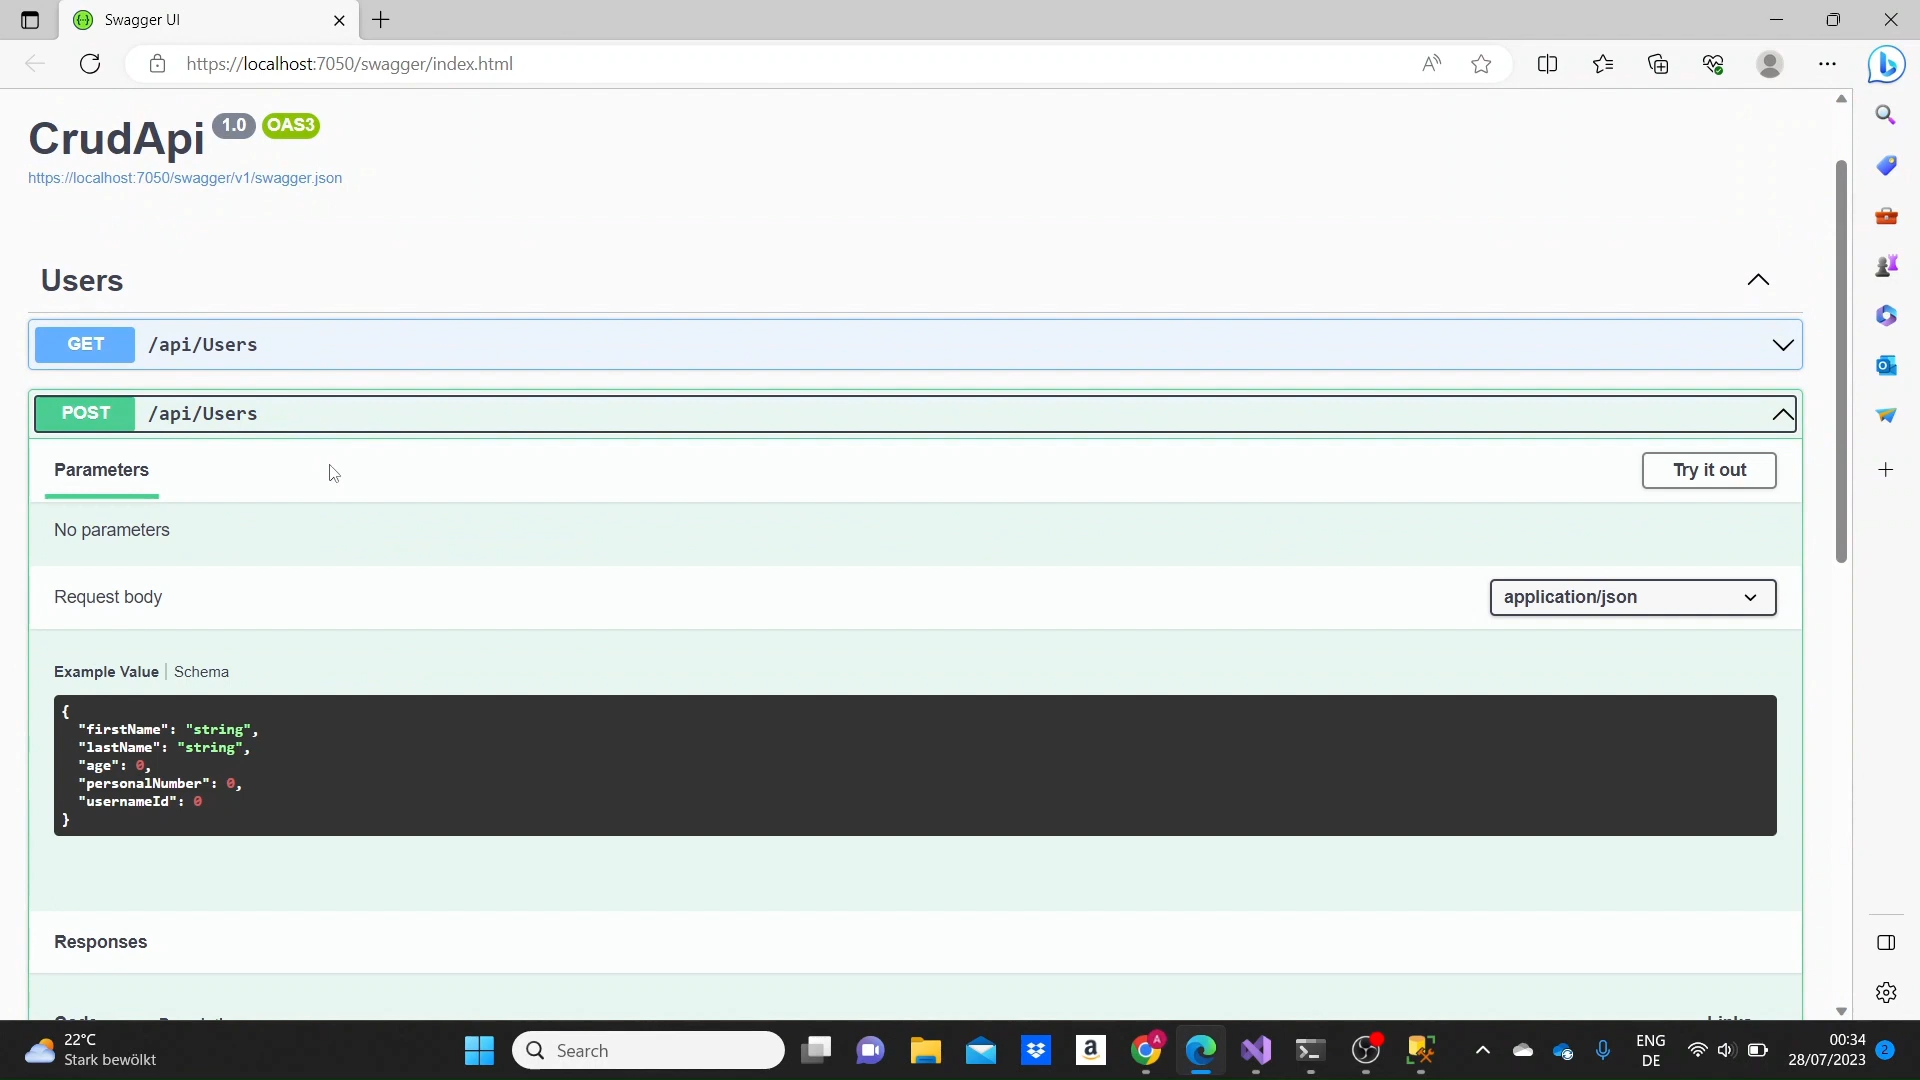 Swagger UI
https://localhost:7050/swagger/index.html
CrudApi 1.0 OAS3
https://localhost:7050/swagger/v1/swagger.json
Users
GET /api/Users
POST /api/Users
Parameters
Try it out
No parameters
Request body
application/json
Example Value | Schema
{
"firstName": "string",
"lastName": "string",
"age": 0,
"personalNumber": 0,
"usernameId": 0
}
Responses
22°C
Stark bewölkt
Search
A
ENG
DE
00:34
28/07/2023
2